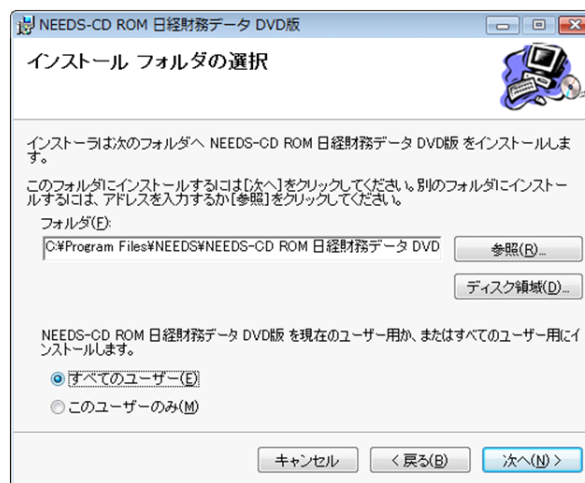 NEEDS-CD ROM 日経財務データ DVD版
インストール フォルダの選択
インストーラは次のフォルダへ NEEDS-CD ROM 日経財務データ DVD版 をインストールしま
す。
このフォルダにインストールするには[次へ]をクリックしてください。別のフォルダにインストー
ルするには、アドレスを入力するか[参照]をクリックしてください。
フォルダ(F):
C:¥Program Files¥NEEDS¥NEEDS-CD ROM 日経財務データ DVD
参照(R)...
ディスク領域(D)...
NEEDS-CD ROM 日経財務データ DVD版 を現在のユーザー用か、またはすべてのユーザー用にイ
ンストールします。
すべてのユーザー(E)
このユーザーのみ(M)
キャンセル
< 戻る(B)
次へ(N) >